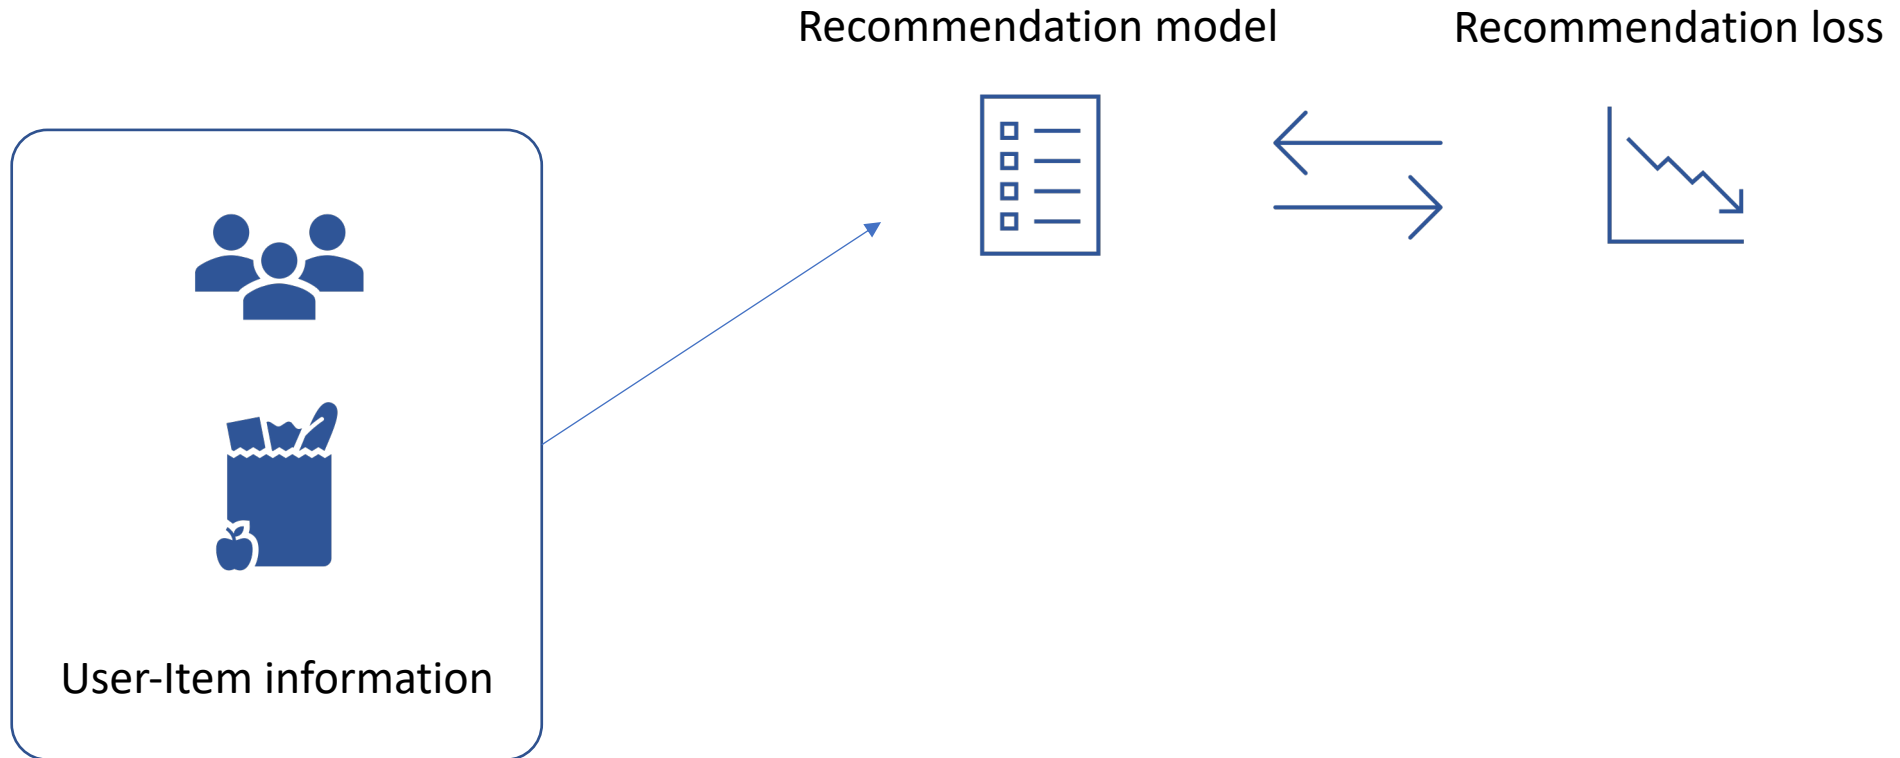 Recommendation model
Recommendation loss
User-Item information